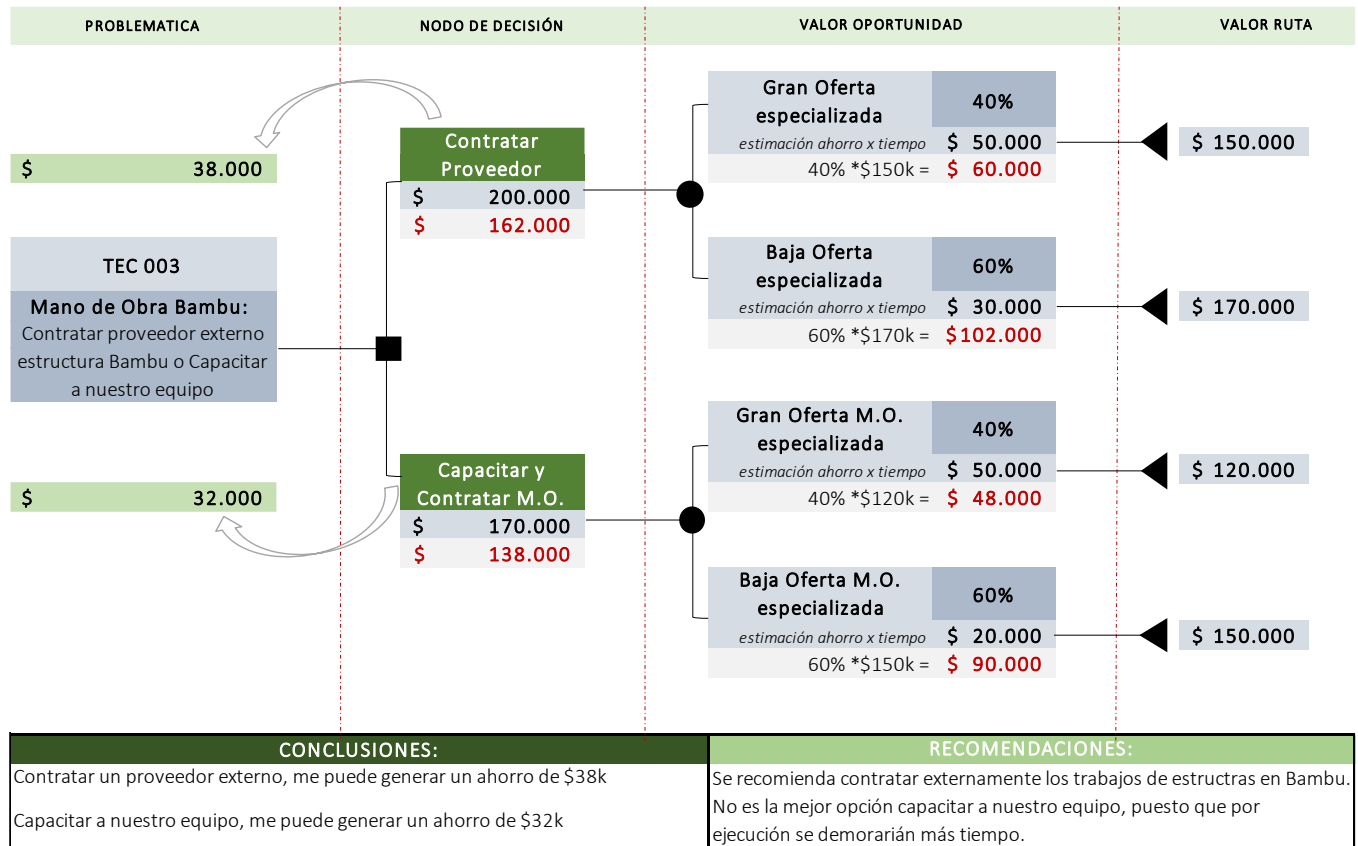 PROBLEMATICA
NODO DE DECISIÓN
VALOR OPORTUNIDAD
VALOR RUTA
$ 38.000
TEC 003
Mano de Obra Bambu:
Contratar proveedor externo
estructura Bambu o Capacitar
a nuestro equipo
$ 32.000
Contratar
Proveedor
$ 200.000
$ 162.000
Capacitar y
Contratar M.O.
$ 170.000
$ 138.000
Gran Oferta
especializada
40%
estimación ahorro x tiempo $ 50.000
40% *$150k = $ 60.000
$ 150.000
Baja Oferta
especializada
60%
estimación ahorro x tiempo $ 30.000
60% *$170k = $102.000
$ 170.000
Gran Oferta M.O.
especializada
40%
estimación ahorro x tiempo $ 50.000
40% *$120k = $ 48.000
$ 120.000
Baja Oferta M.O.
especializada
60%
estimación ahorro x tiempo $ 20.000
60% *$150k = $ 90.000
$ 150.000
CONCLUSIONES:
Contratar un proveedor externo, me puede generar un ahorro de $38k
Capacitar a nuestro equipo, me puede generar un ahorro de $32k
RECOMENDACIONES:
Se recomienda contratar externamente los trabajos de estructras en Bambu.
No es la mejor opción capacitar a nuestro equipo, puesto que por
ejecución se demorarían más tiempo.